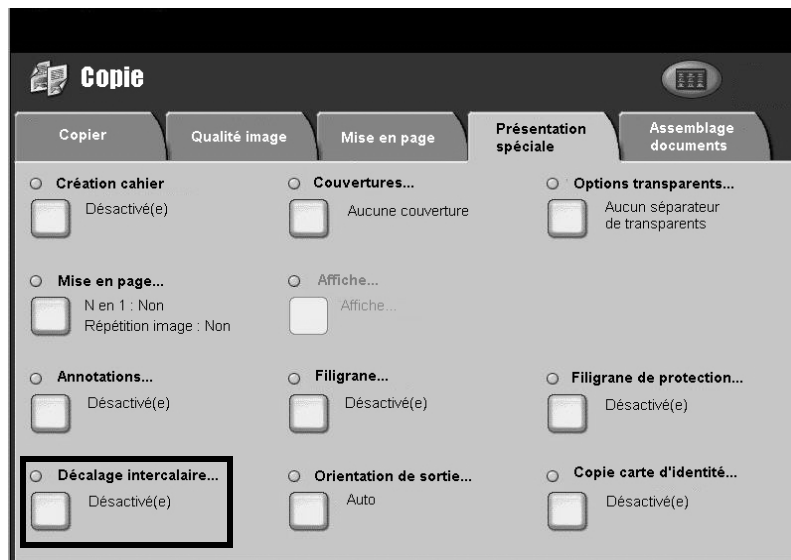 Copie
Copier
Qualité image
Mise en page
Présentation
spéciale
Assemblage
documents
Création cahier
Désactivé(e)
Couvertures...
Aucune couverture
Options transparents...
Aucun séparateur
de transparents
Mise en page...
N en 1 : Non
Répétition image : Non
Affiche...
Affiche...
Annotations...
Désactivé(e)
Filigrane...
Désactivé(e)
Filigrane de protection...
Désactivé(e)
Décalage intercalaire...
Désactivé(e)
Orientation de sortie...
Auto
Copie carte d'identité...
Désactivé(e)